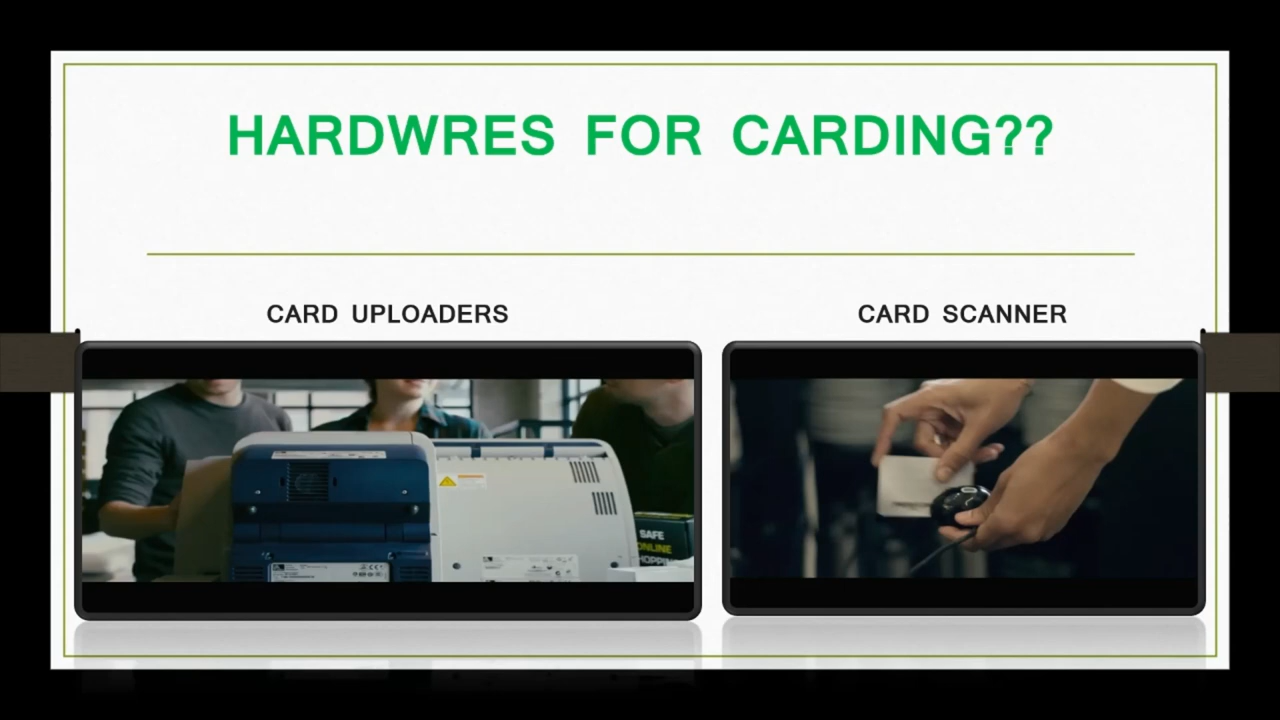 HARDWRES FOR CARDING??
CARD UPLOADERS
CARD SCANNER
SAFE
ONLINE